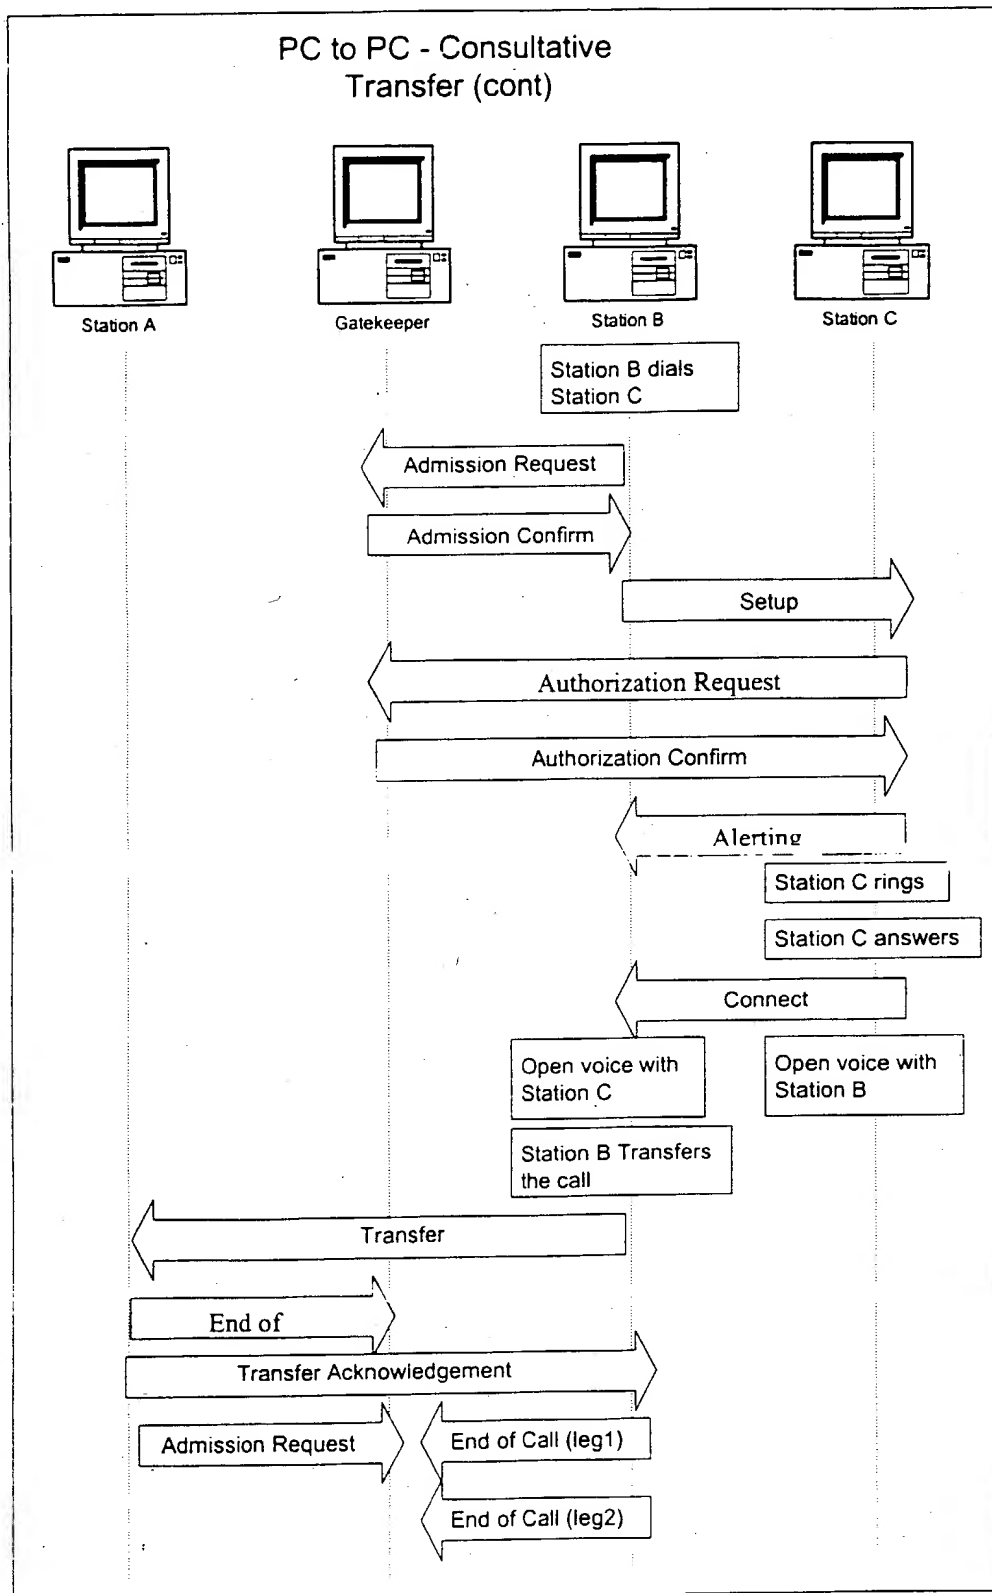 PC to PC - Consultative
Transfer (cont)
Station A
Gatekeeper
Station B
Station C
Station B dials
Station C
Admission Request
Admission Confirm
Setup
Authorization Request
Authorization Confirm
Alerting
Station C rings
Station C answers
Connect
Open voice with
Station C
Open voice with
Station B
Station B Transfers
the call
Transfer
End of
Transfer Acknowledgement
Admission Request
End of Call (leg1)
End of Call (leg2)